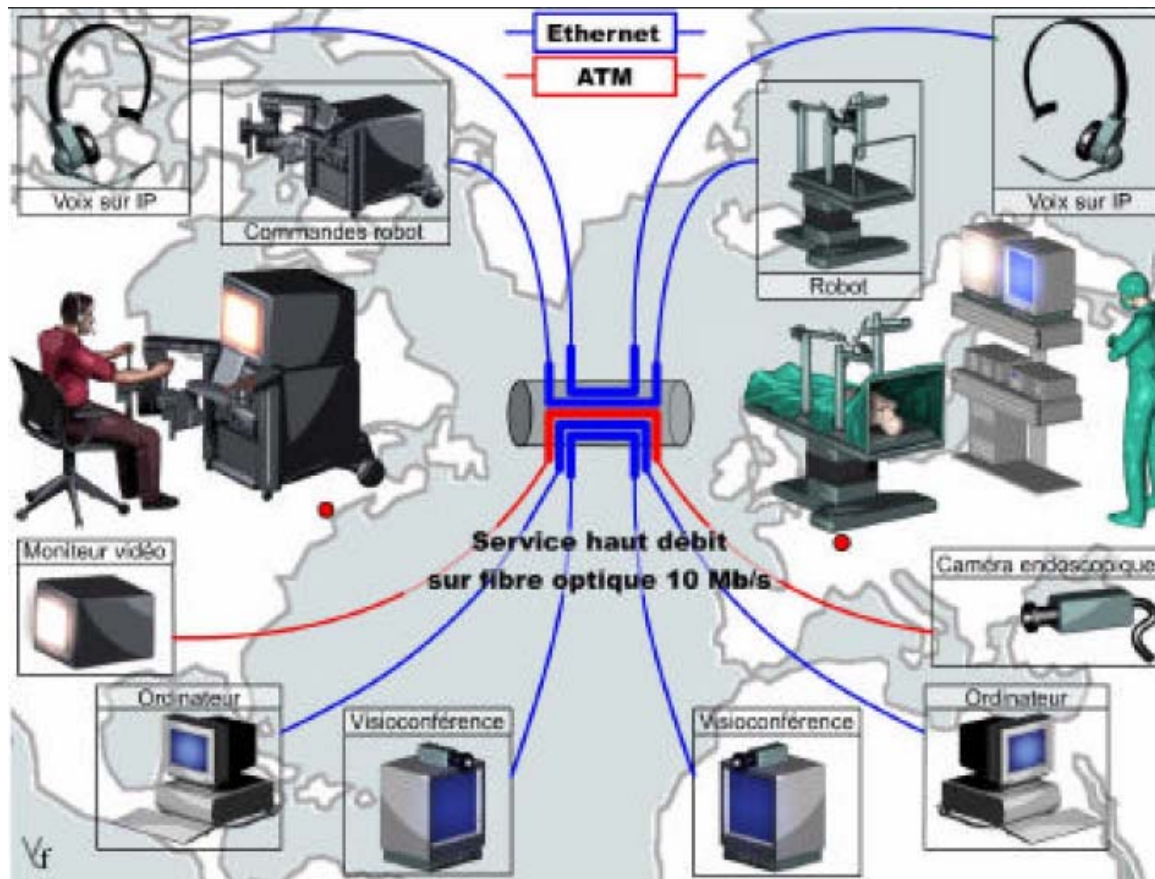 Ethernet
ATM
Voix sur IP
Commandes robot
Robot
Voix sur IP
Service haut débit
sur fibre optique 10 Mb/s
Moniteur vidéo
Caméra endoscopique
Ordinateur
Visioconférence
Visioconférence
Ordinateur
Vf